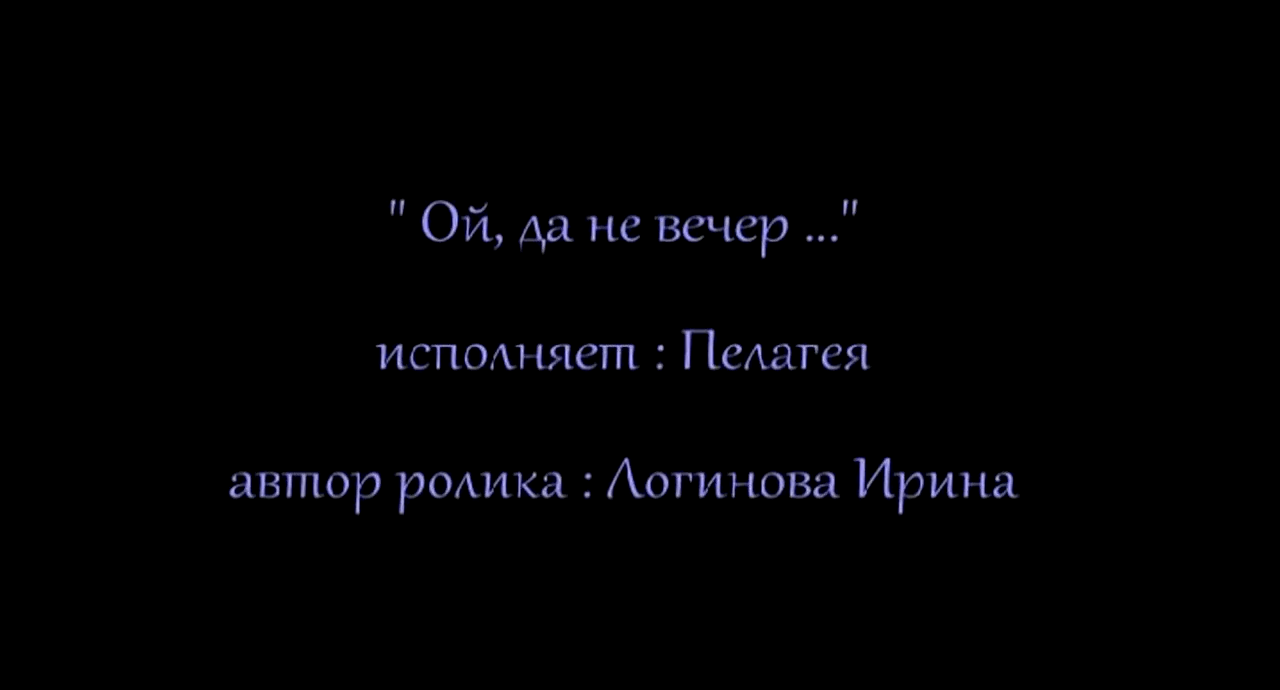 " Ой, да не вечер ..."
исполняет : Пелагея
автор ролика : Логинова Ирина